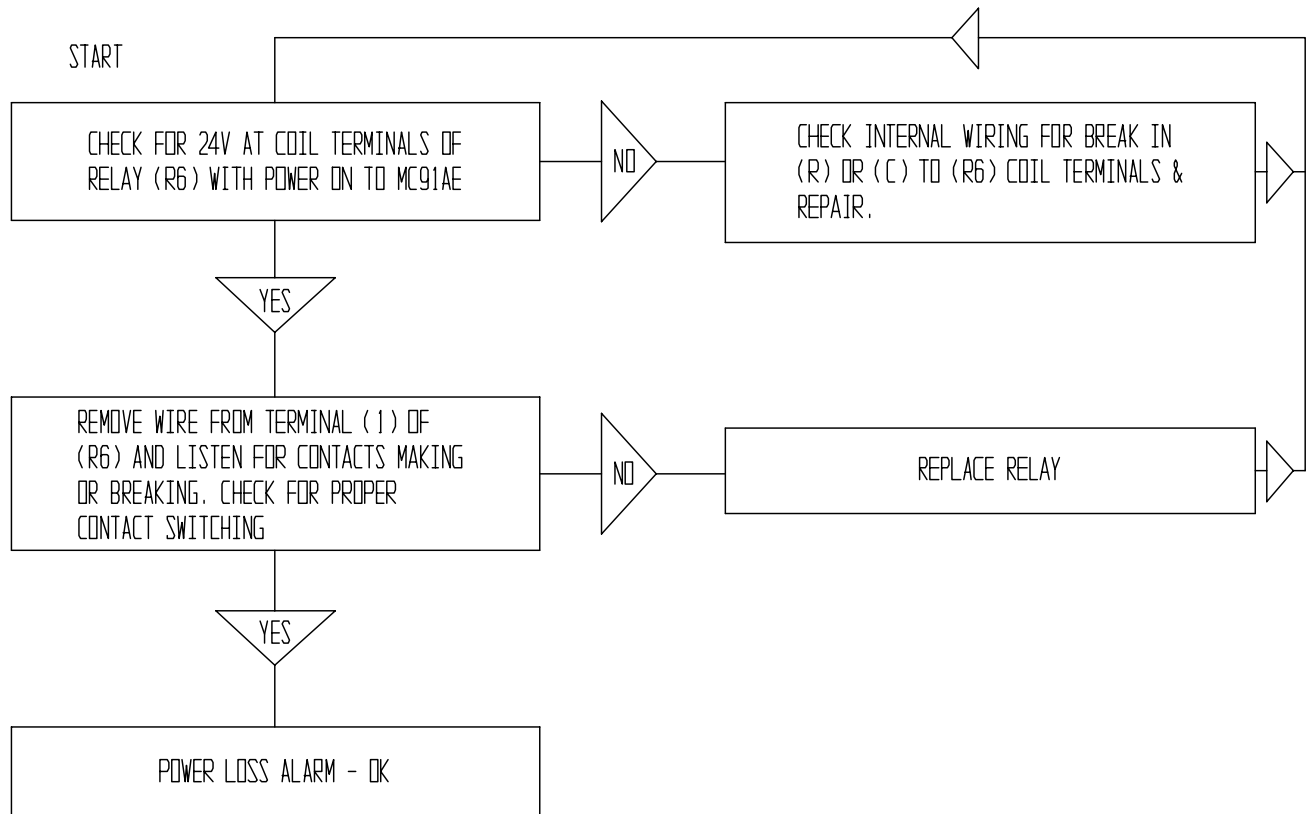 START
CHECK FOR 24V AT COIL TERMINALS OF
RELAY (R6) WITH POWER ON TO MC91AE
NO
CHECK INTERNAL WIRING FOR BREAK IN
(R) OR (C) TO (R6) COIL TERMINALS &
REPAIR.
YES
REMOVE WIRE FROM TERMINAL (1) OF
(R6) AND LISTEN FOR CONTACTS MAKING
OR BREAKING. CHECK FOR PROPER
CONTACT SWITCHING
NO
REPLACE RELAY
YES
POWER LOSS ALARM - OK